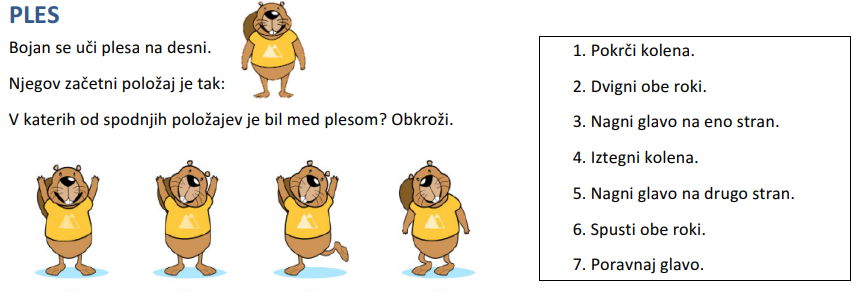 PLES
Bojan se uči plesa na desni.
Njegov začetni položaj je tak:
V katerih od spodnjih položajev je bil med plesom? Obkroži.
1. Pokrči kolena.
2. Dvigni obe roki.
3. Nagni glavo na eno stran.
4. Iztegni kolena.
5. Nagni glavo na drugo stran.
6. Spusti obe roki.
7. Poravnaj glavo.